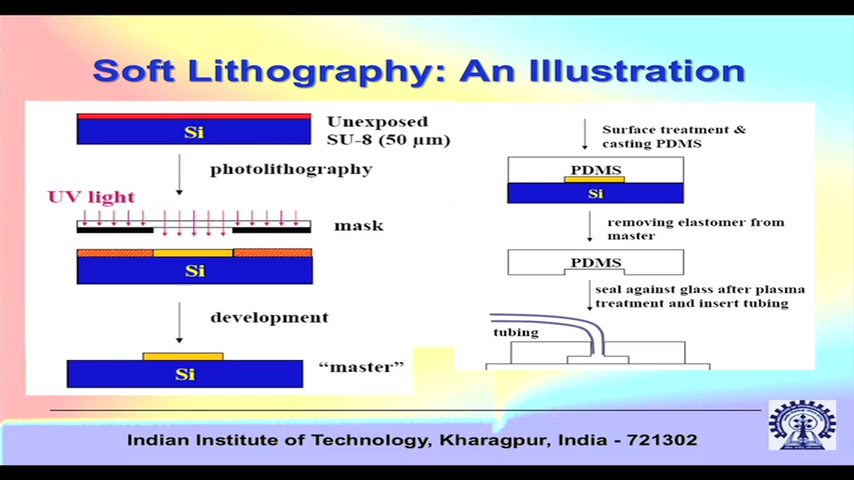 Soft Lithography: An Illustration
Si
Unexposed
SU-8 (50 µm)
photolithography
UV light
mask
Si
development
Si
“master”
Surface treatment &
casting PDMS
PDMS
Si
removing elastomer from
master
PDMS
seal against glass after plasma
treatment and insert tubing
tubing
Indian Institute of Technology, Kharagpur, India - 721302